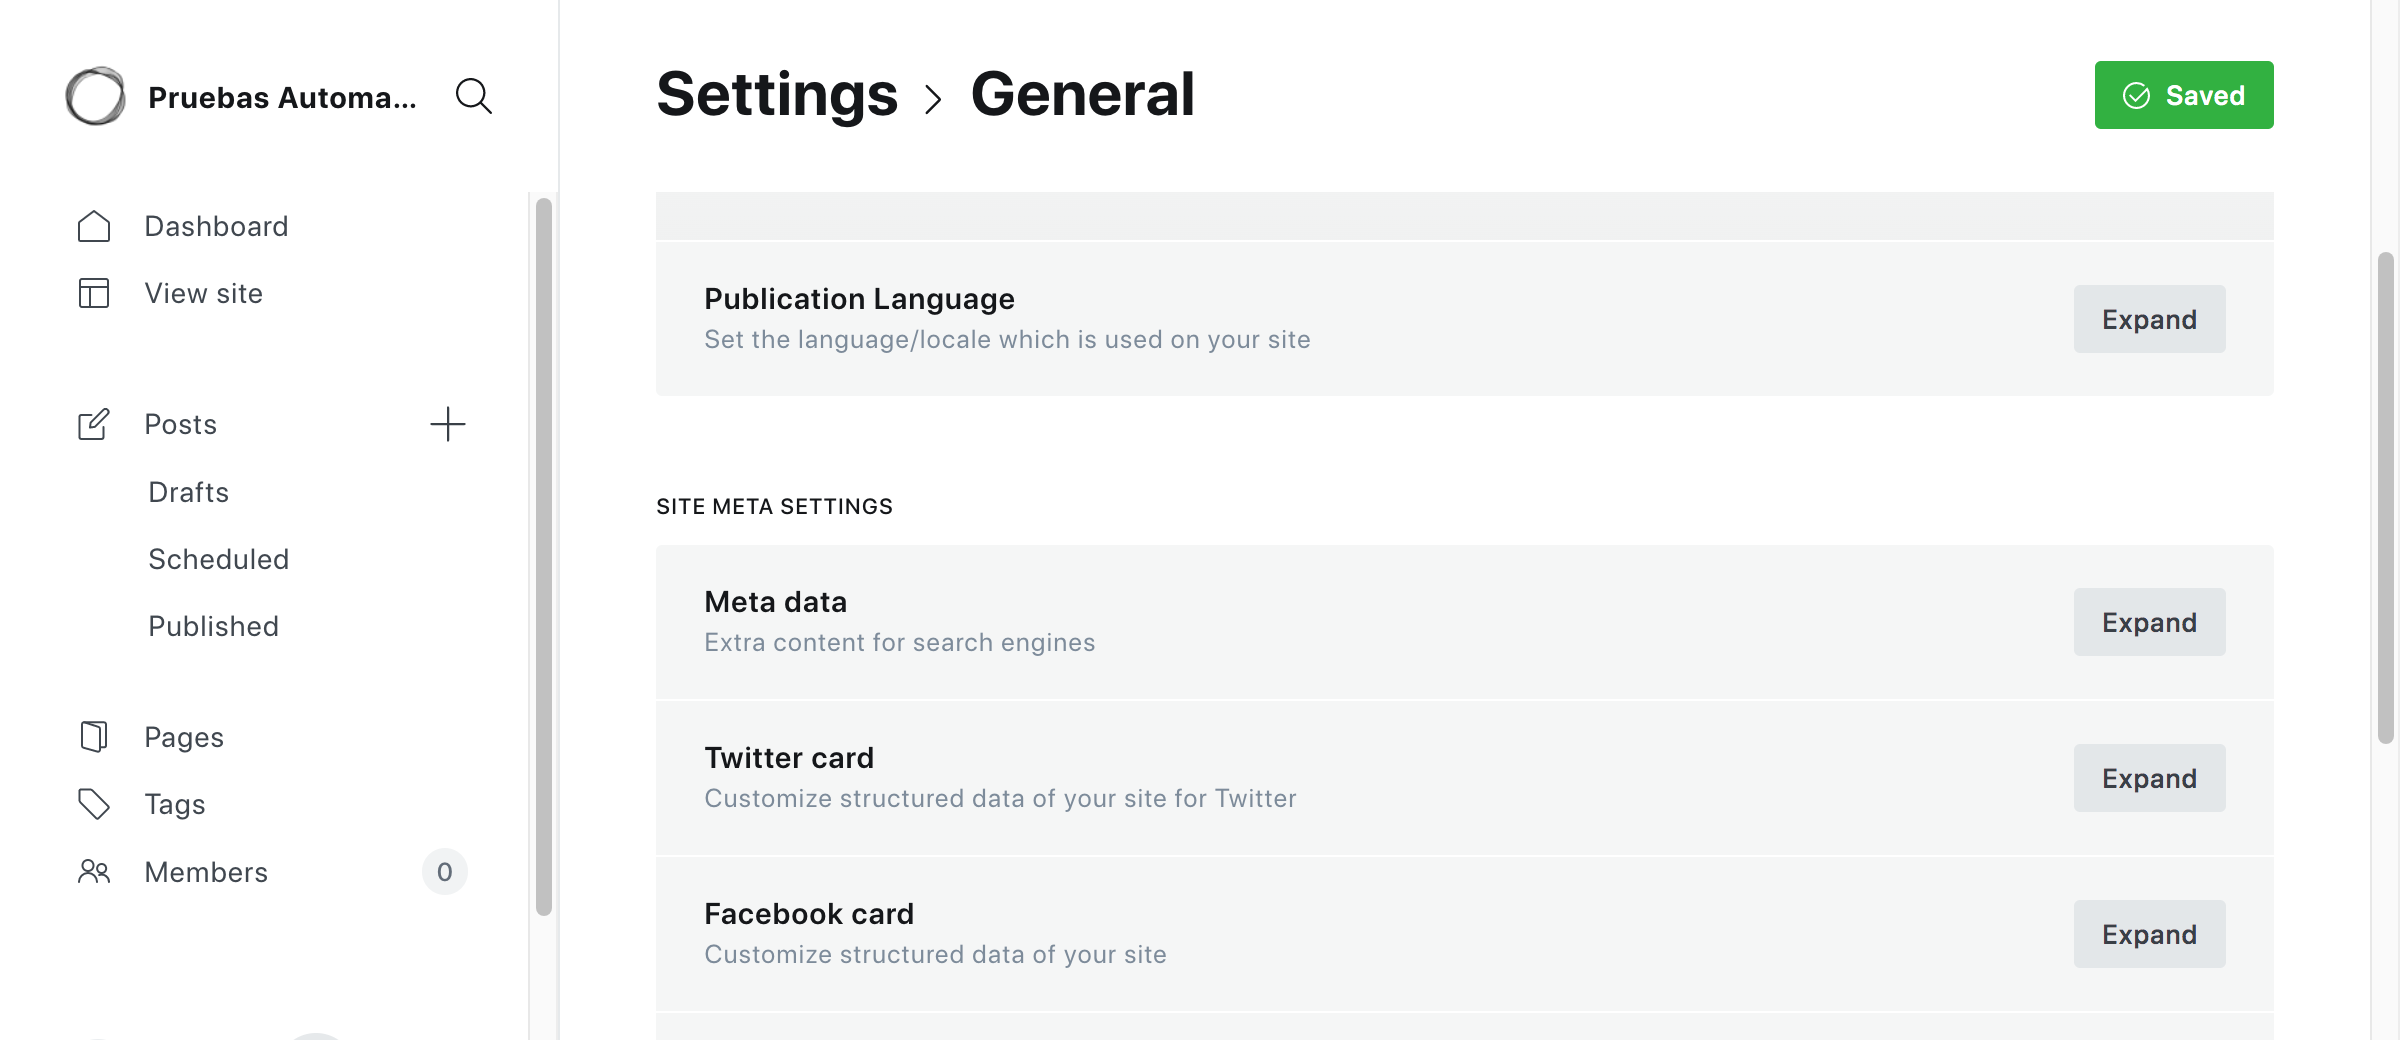 Pruebas Automa...
Dashboard
View site
Posts
Drafts
Scheduled
Published
Pages
Tags
Members
0
Settings > General
Saved
Publication Language
Set the language/locale which is used on your site
Expand
SITE META SETTINGS
Meta data
Extra content for search engines
Expand
Twitter card
Customize structured data of your site for Twitter
Expand
Facebook card
Customize structured data of your site
Expand